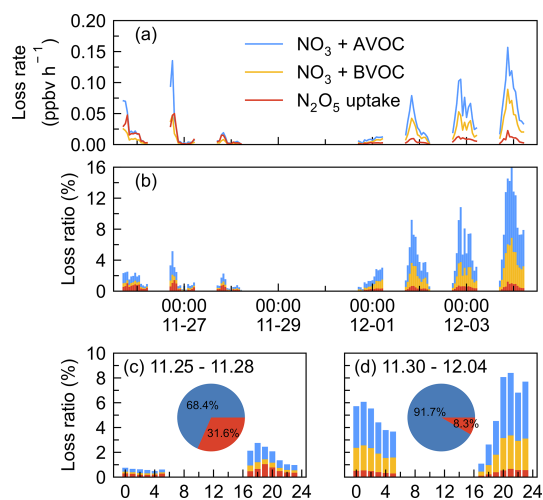 (a)
NO₃ + AVOC
NO₃ + BVOC
N₂O₅ uptake
Loss rate
(ppbv h⁻¹)
0.20
0.15
0.10
0.05
0.00
(b)
Loss ratio (%)
16
12
8
4
0
00:00 00:00 00:00 00:00
11-27 11-29 12-01 12-03
(c) 11.25 - 11.28
68.4%
31.6%
Loss ratio (%)
10
8
6
4
2
0
0 4 8 12 16 20 24
(d) 11.30 - 12.04
91.7%
8.3%
0 4 8 12 16 20 24